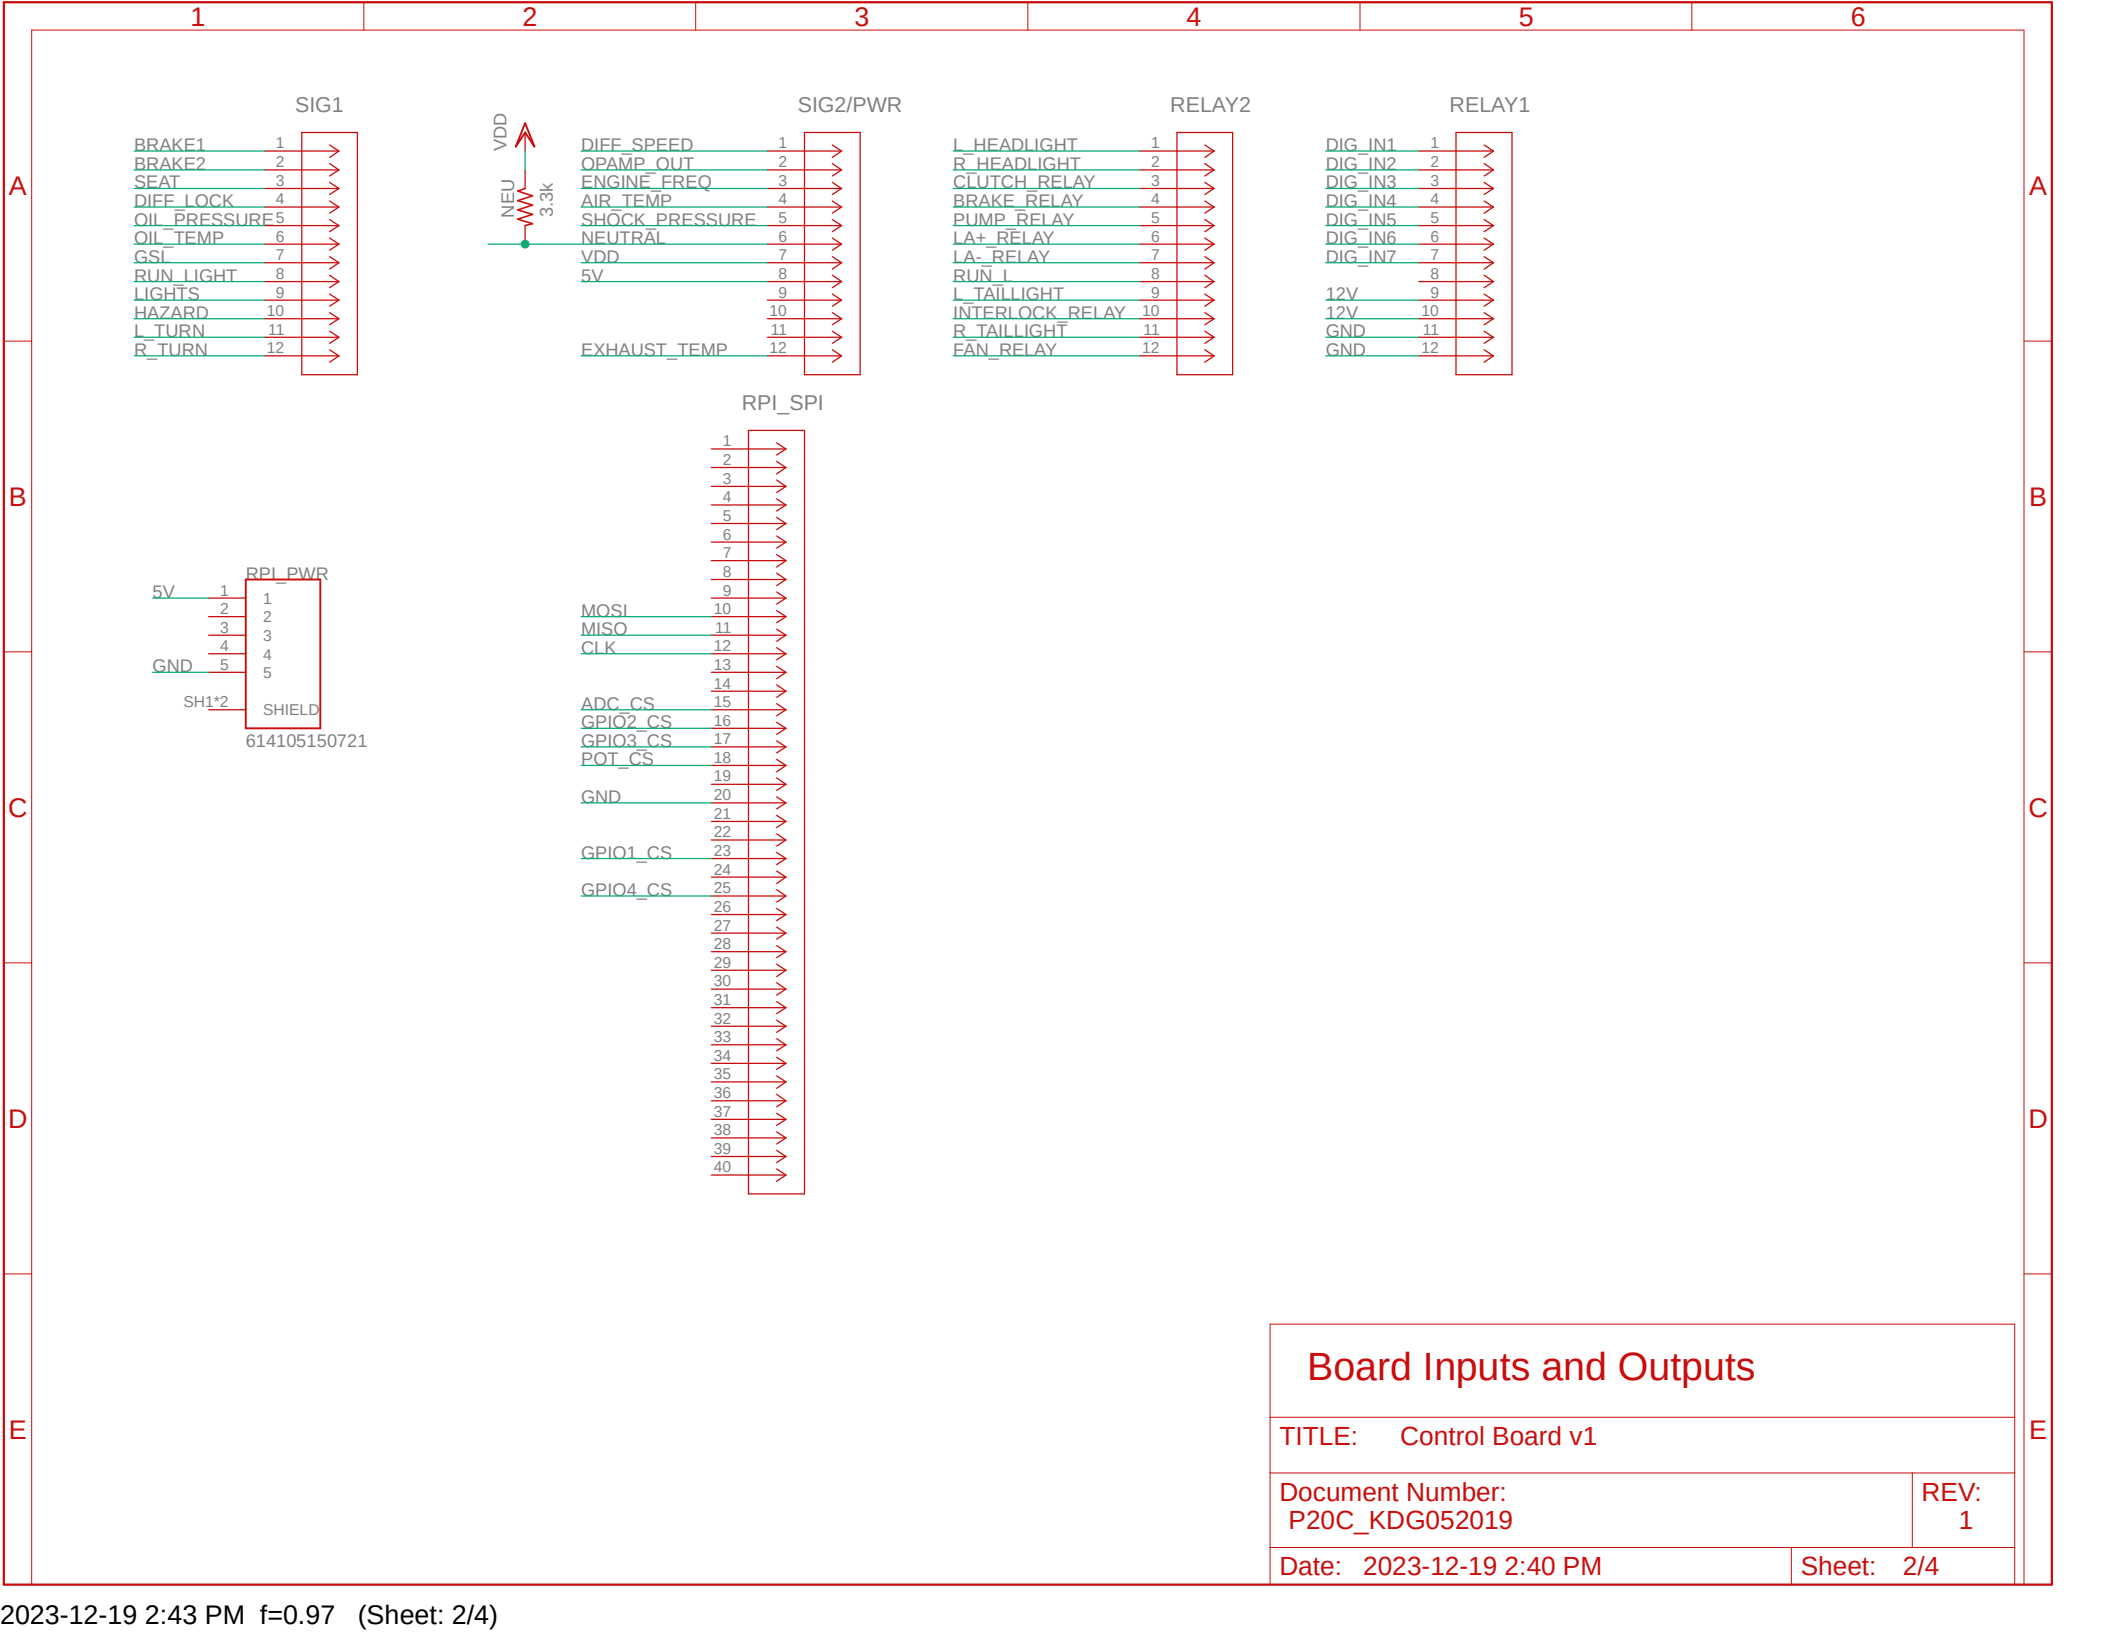 1 2 3 4 5 6
A A
B B
C C
D D
E E
SIG1
BRAKE1 1
BRAKE2 2
SEAT 3
DIFF_LOCK 4
OIL_PRESSURE 5
OIL_TEMP 6
GSL 7
RUN_LIGHT 8
LIGHTS 9
HAZARD 10
L_TURN 11
R_TURN 12
VDD
NEU
3.3k
SIG2/PWR
DIFF_SPEED 1
OPAMP_OUT 2
ENGINE_FREQ 3
AIR_TEMP 4
SHOCK_PRESSURE 5
NEUTRAL 6
VDD 7
5V 8
9
10
11
EXHAUST_TEMP 12
RELAY2
L_HEADLIGHT 1
R_HEADLIGHT 2
CLUTCH_RELAY 3
BRAKE_RELAY 4
PUMP_RELAY 5
LA+_RELAY 6
LA-_RELAY 7
RUN_L 8
L_TAILLIGHT 9
INTERLOCK_RELAY 10
R_TAILLIGHT 11
FAN_RELAY 12
RELAY1
DIG_IN1 1
DIG_IN2 2
DIG_IN3 3
DIG_IN4 4
DIG_IN5 5
DIG_IN6 6
DIG_IN7 7
8
12V 9
12V 10
GND 11
GND 12
RPI_PWR
5V 1 1
2 2
3 3
4 4
GND 5 5
SH1*2 SHIELD
614105150721
RPI_SPI
1
2
3
4
5
6
7
8
9
MOSI 10
MISO 11
CLK 12
13
14
ADC_CS 15
GPIO2_CS 16
GPIO3_CS 17
POT_CS 18
19
GND 20
21
22
GPIO1_CS 23
24
GPIO4_CS 25
26
27
28
29
30
31
32
33
34
35
36
37
38
39
40
Board Inputs and Outputs
TITLE: Control Board v1
Document Number:
P20C_KDG052019
REV:
1
Date: 2023-12-19 2:40 PM
Sheet: 2/4
2023-12-19 2:43 PM f=0.97 (Sheet: 2/4)